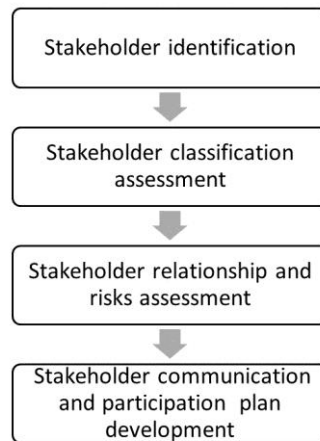 Stakeholder identification
Stakeholder classification
assessment
Stakeholder relationship and
risks assessment
Stakeholder communication
and participation plan
development